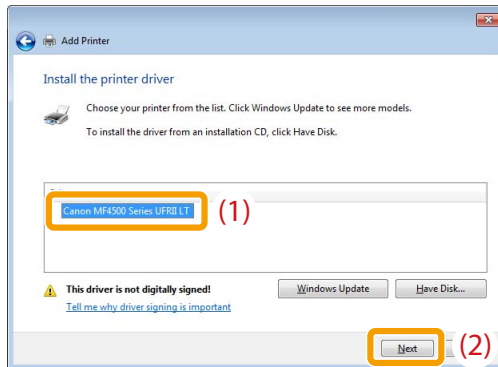 Add Printer
Install the printer driver
Choose your printer from the list. Click Windows Update to see more models.
To install the driver from an installation CD, click Have Disk.
Canon MF4500 Series UFRII LT
(1)
This driver is not digitally signed!
Windows Update
Have Disk...
Tell me why driver signing is important
Next
(2)